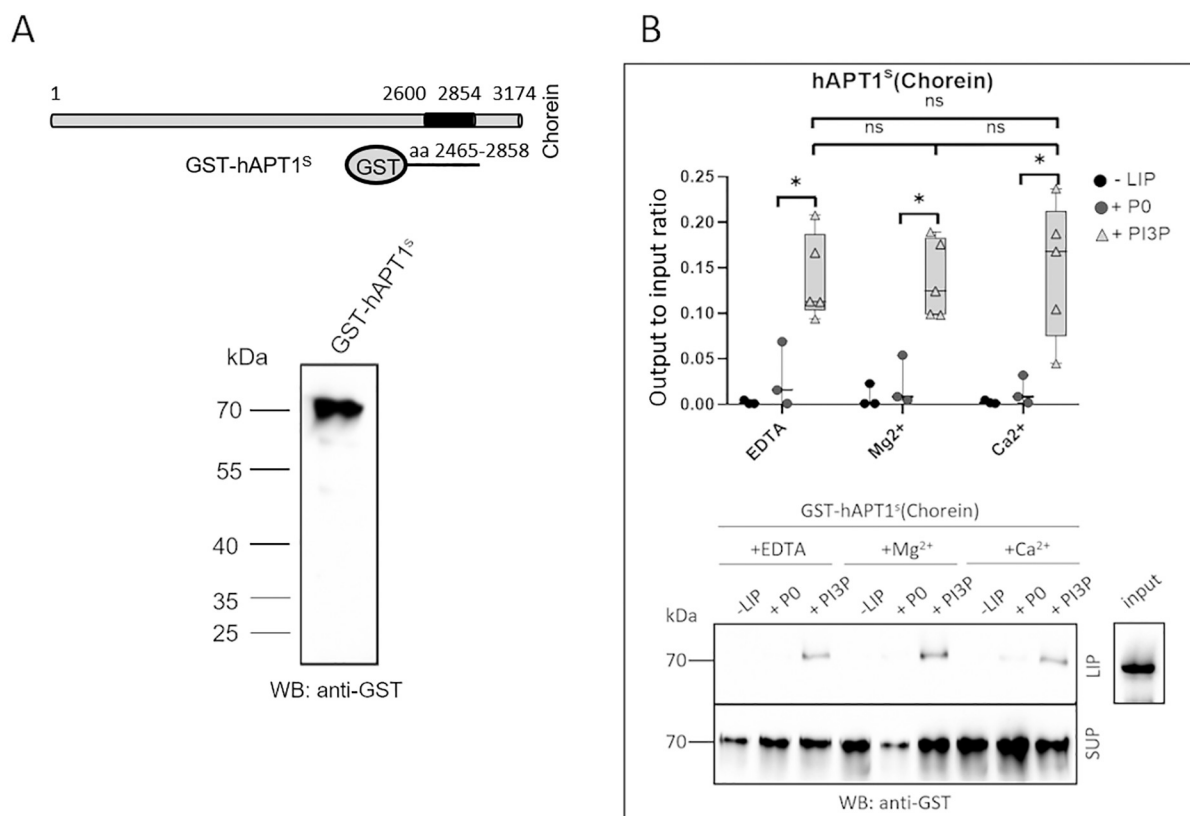 A
1 2600 2854 3174
Chorein
GST-hAPT1ˢ GST aa 2465-2858
GST-hAPT1ˢ
kDa
70
55
40
35
25
WB: anti-GST
B
hAPT1ˢ(Chorein)
ns
ns ns
* * *
- LIP
+ P0
+ PI3P
Output to input ratio
0.25
0.20
0.15
0.10
0.05
0.00
EDTA Mg2+ Ca2+
GST-hAPT1ˢ(Chorein)
+EDTA +Mg²⁺ +Ca²⁺
-LIP + P0 + PI3P -LIP + P0 + PI3P -LIP + P0 + PI3P input
kDa
70 LIP
70 SUP
WB: anti-GST